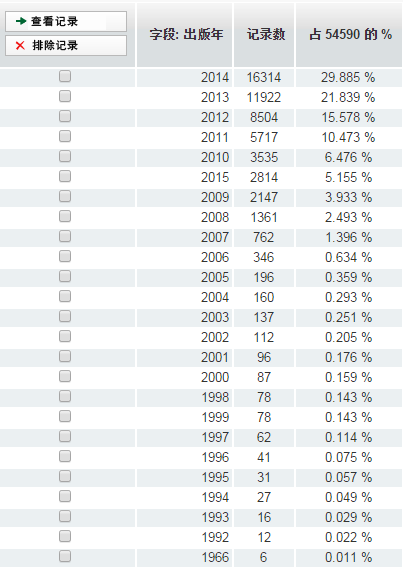 查看记录
排除记录
字段: 出版年 记录数 占 54590 的 %
2014 16314 29.885 %
2013 11922 21.839 %
2012 8504 15.578 %
2011 5717 10.473 %
2010 3535 6.476 %
2015 2814 5.155 %
2009 2147 3.933 %
2008 1361 2.493 %
2007 762 1.396 %
2006 346 0.634 %
2005 196 0.359 %
2004 160 0.293 %
2003 137 0.251 %
2002 112 0.205 %
2001 96 0.176 %
2000 87 0.159 %
1998 78 0.143 %
1999 78 0.143 %
1997 62 0.114 %
1996 41 0.075 %
1995 31 0.057 %
1994 27 0.049 %
1993 16 0.029 %
1992 12 0.022 %
1966 6 0.011 %